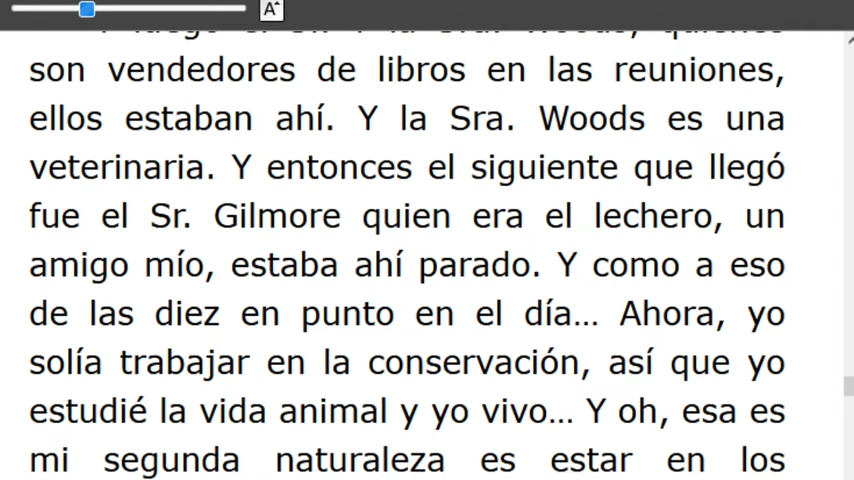 A
son vendedores de libros en las reuniones,
ellos estaban ahí. Y la Sra. Woods es una
veterinaria. Y entonces el siguiente que llegó
fue el Sr. Gilmore quien era el lechero, un
amigo mío, estaba ahí parado. Y como a eso
de las diez en punto en el día… Ahora, yo
solía trabajar en la conservación, así que yo
estudié la vida animal y yo vivo… Y oh, esa es
mi segunda naturaleza es estar en los